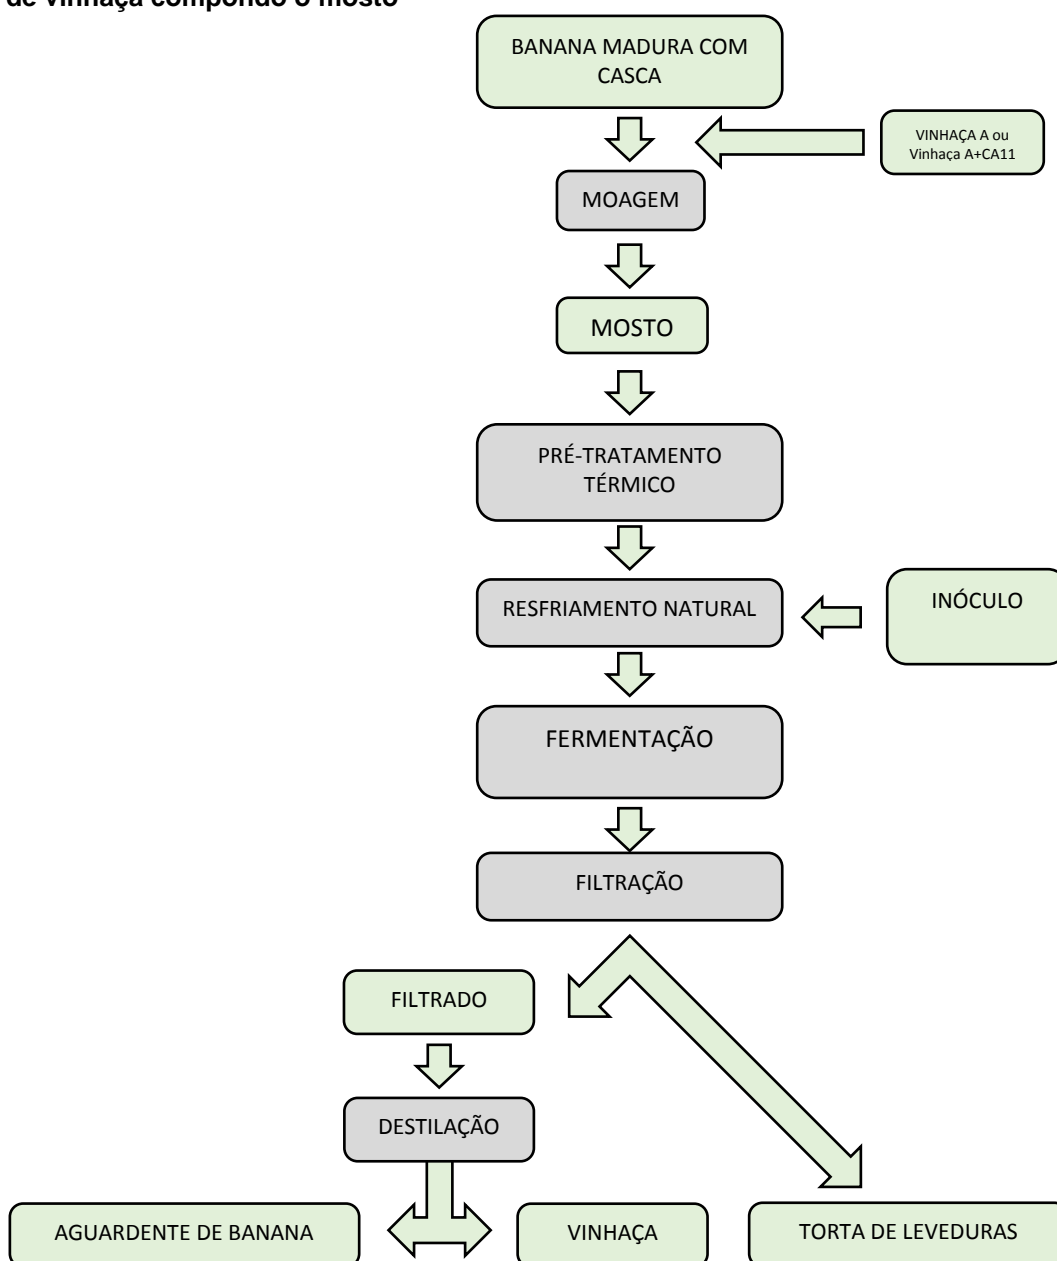 de vinhaça compondo o mosto
BANANA MADURA COM
CASCA
VINHAÇA A ou
Vinhaça A+CA11
MOAGEM
MOSTO
PRÉ-TRATAMENTO
TÉRMICO
RESFRIAMENTO NATURAL
INÓCULO
FERMENTAÇÃO
FILTRAÇÃO
FILTRADO
DESTILAÇÃO
AGUARDENTE DE BANANA
VINHAÇA
TORTA DE LEVEDURAS